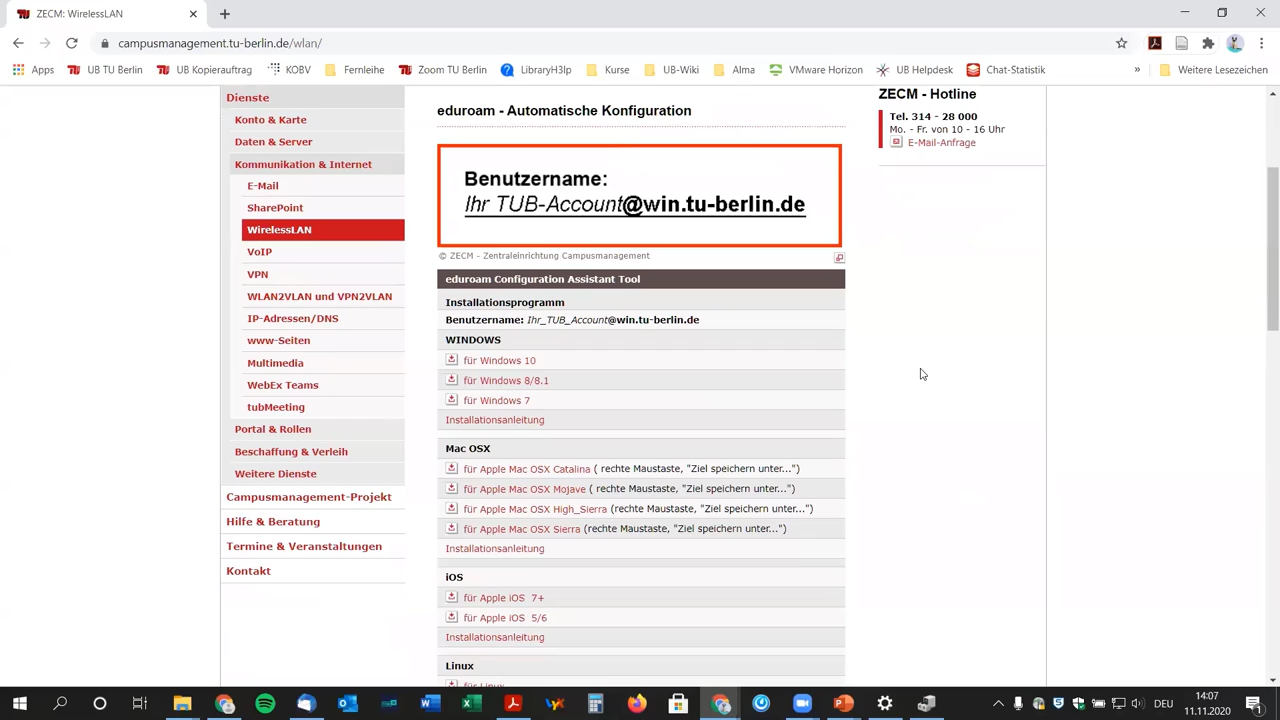 ZECM: WirelessLAN
campusmanagement.tu-berlin.de/wlan/
Apps UB TU Berlin UB Kopierauftrag KOBV Fernleihe Zoom TU Berlin LibraryH3lp Kurse UB-Wiki Alma VMware Horizon UB Helpdesk Chat-Statistik » Weitere Lesezeichen
Dienste
Konto & Karte
Daten & Server
Kommunikation & Internet
E-Mail
SharePoint
WirelessLAN
VoIP
VPN
WLAN2VLAN und VPN2VLAN
IP-Adressen/DNS
www-Seiten
Multimedia
WebEx Teams
tubMeeting
Portal & Rollen
Beschaffung & Verleih
Weitere Dienste
Campusmanagement-Projekt
Hilfe & Beratung
Termine & Veranstaltungen
Kontakt
eduroam - Automatische Konfiguration
Benutzername:
Ihr TUB-Account@win.tu-berlin.de
© ZECM - Zentraleinrichtung Campusmanagement
eduroam Configuration Assistant Tool
Installationsprogramm
Benutzername: Ihr_TUB_Account@win.tu-berlin.de
WINDOWS
für Windows 10
für Windows 8/8.1
für Windows 7
Installationsanleitung
Mac OSX
für Apple Mac OSX Catalina ( rechte Maustaste, "Ziel speichern unter...")
für Apple Mac OSX Mojave ( rechte Maustaste, "Ziel speichern unter...")
für Apple Mac OSX High_Sierra (rechte Maustaste, "Ziel speichern unter...")
für Apple Mac OSX Sierra (rechte Maustaste, "Ziel speichern unter...")
Installationsanleitung
iOS
für Apple iOS 7+
für Apple iOS 5/6
Installationsanleitung
Linux
für Linux
ZECM - Hotline
Tel. 314 - 28 000
Mo. - Fr. von 10 - 16 Uhr
E-Mail-Anfrage
DEU
14:07
11.11.2020